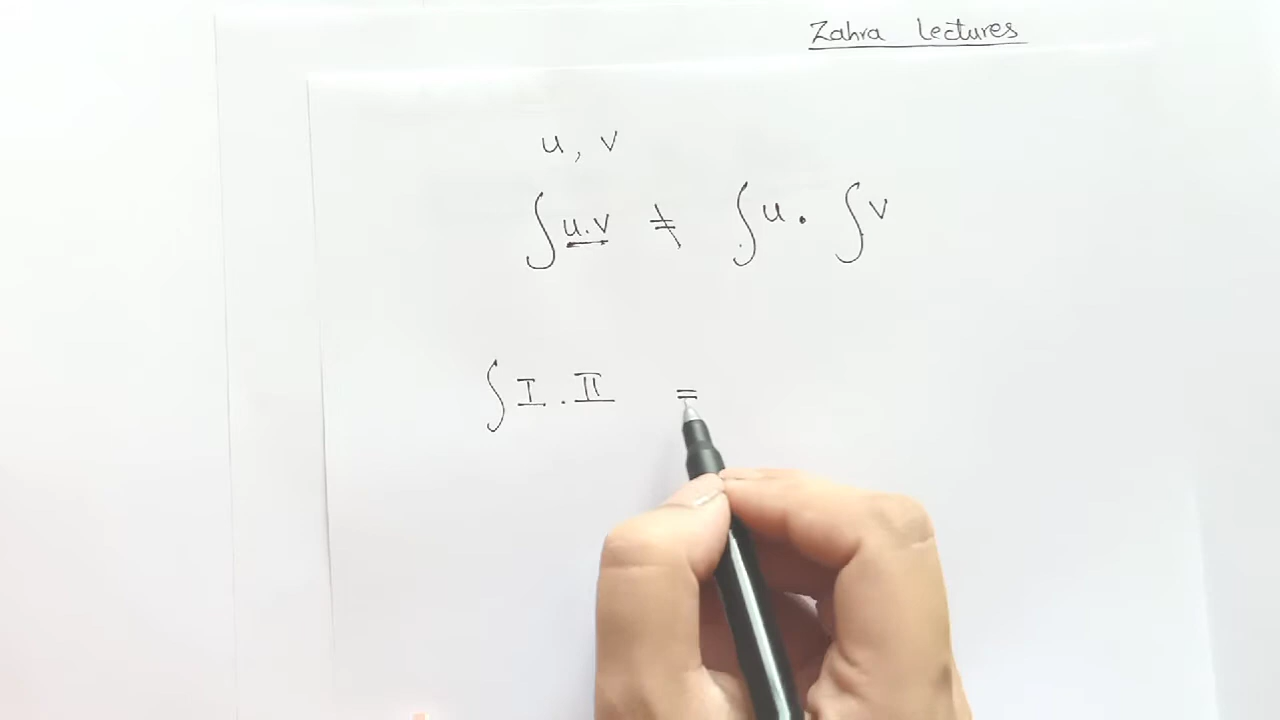 Zahra Lectures
u, v
∫u.v ≠ ∫u . ∫v
∫I . II =